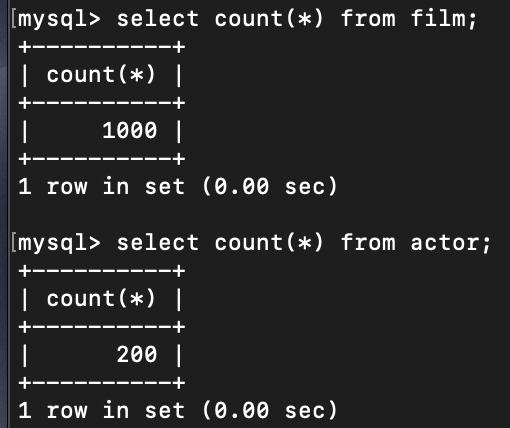 [mysql> select count(*) from film;
+----------+
| count(*) |
+----------+
|     1000 |
+----------+
1 row in set (0.00 sec)

[mysql> select count(*) from actor;
+----------+
| count(*) |
+----------+
|      200 |
+----------+
1 row in set (0.00 sec)